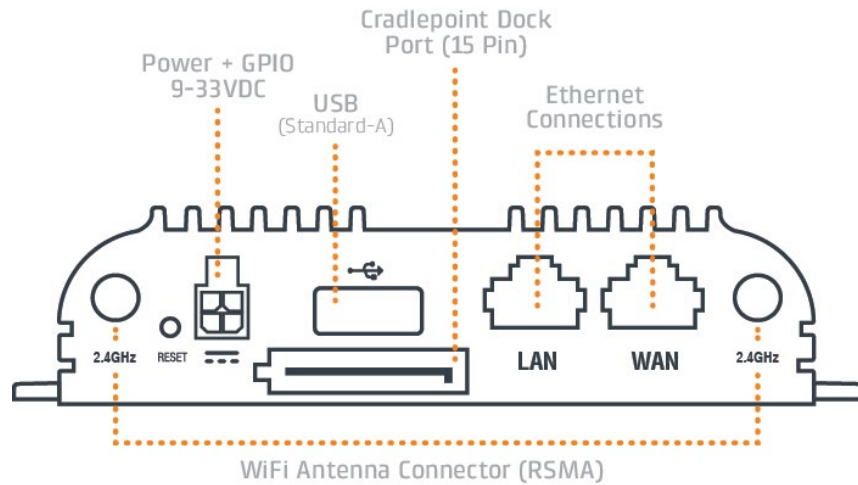 Cradlepoint Dock
Port (15 Pin)
Power + GPIO
9-33VDC
USB
(Standard-A)
Ethernet
Connections
2.4GHz
RESET
LAN
WAN
2.4GHz
WiFi Antenna Connector (RSMA)